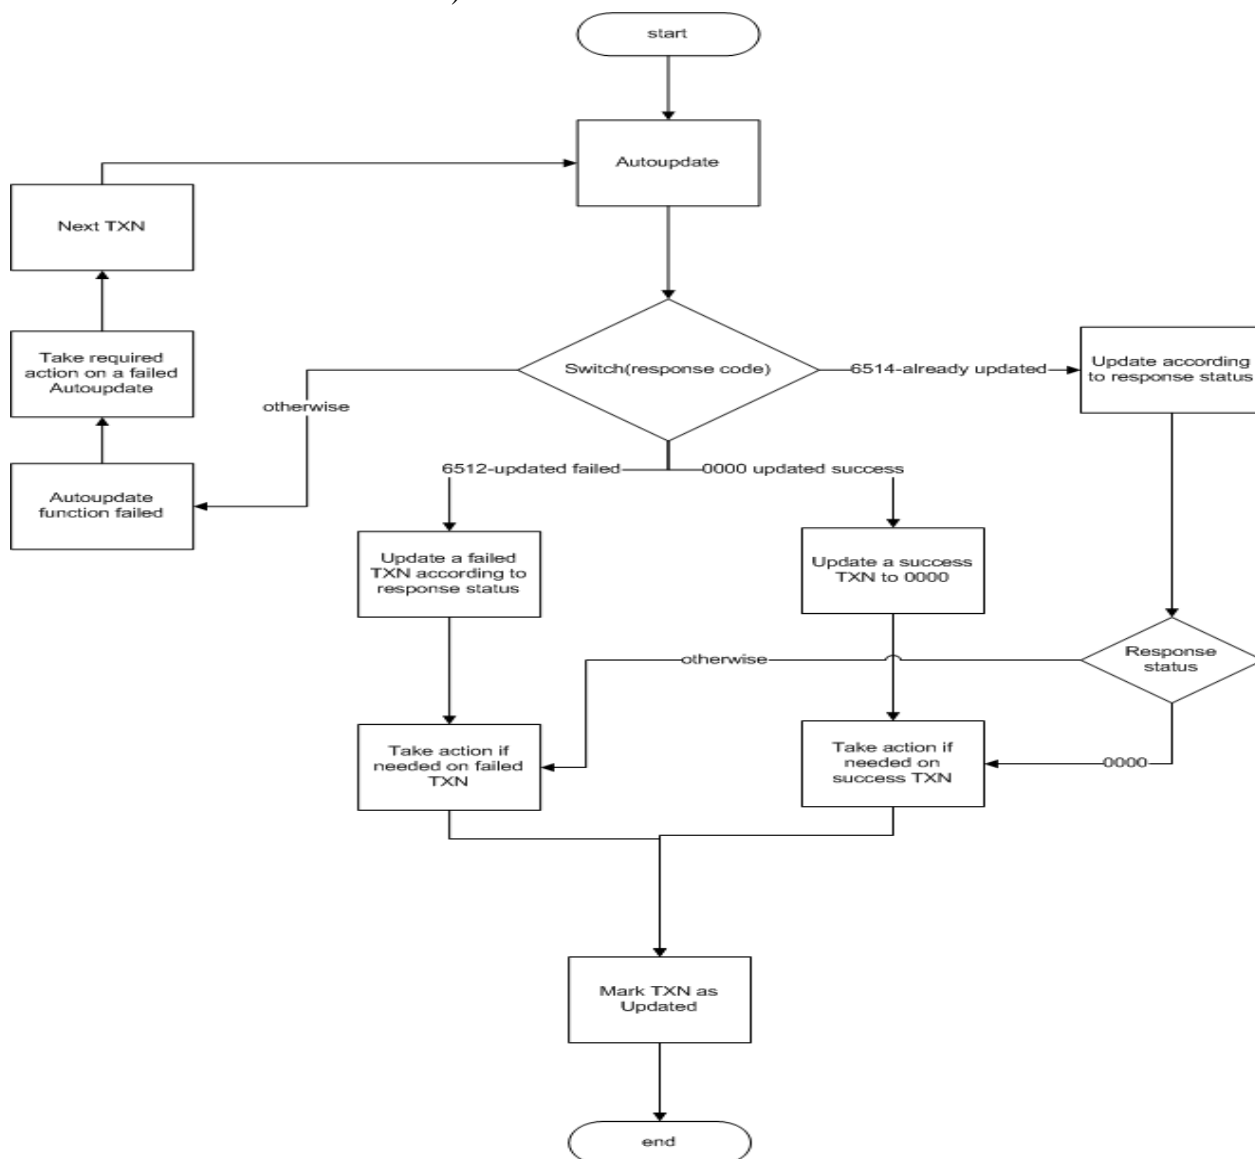 )
start
Autoupdate
Next TXN
Take required
action on a failed
Autoupdate
Switch(response code)
6514-already updated
Update according
to response status
otherwise
6512-updated failed
0000 updated success
Autoupdate
function failed
Update a failed
TXN according to
response status
Update a success
TXN to 0000
otherwise
Response
status
Take action if
needed on failed
TXN
Take action if
needed on
success TXN
0000
Mark TXN as
Updated
end